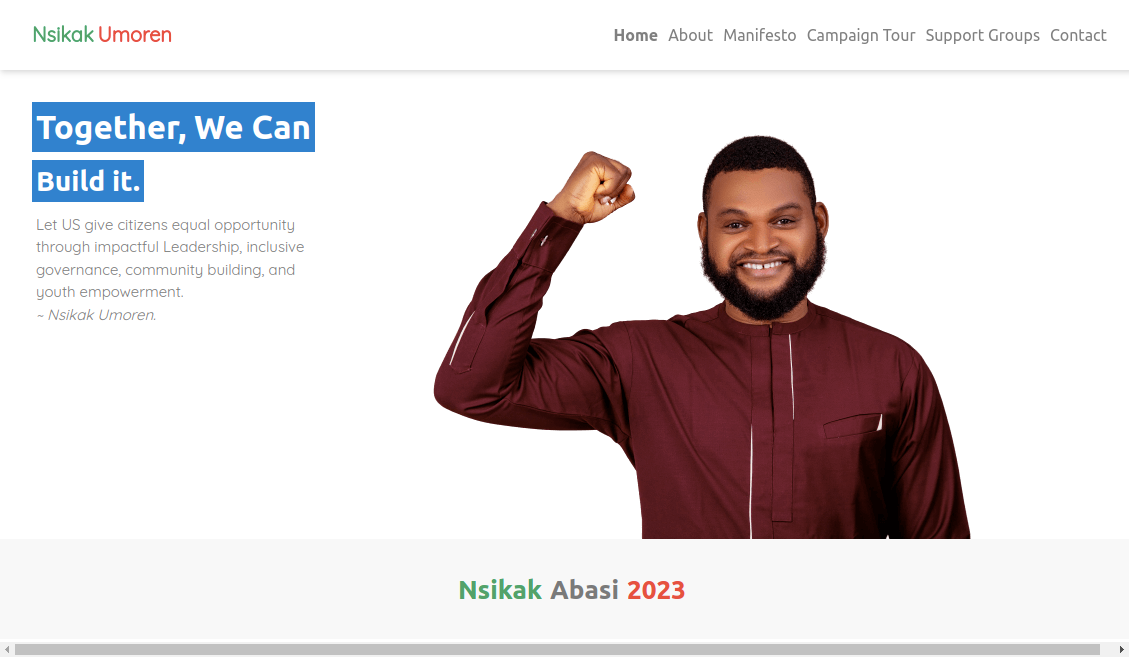 Nsikak Umoren
Home About Manifesto Campaign Tour Support Groups Contact
Together, We Can
Build it.
Let US give citizens equal opportunity
through impactful Leadership, inclusive
governance, community building, and
youth empowerment.
~ Nsikak Umoren.
Nsikak Abasi 2023